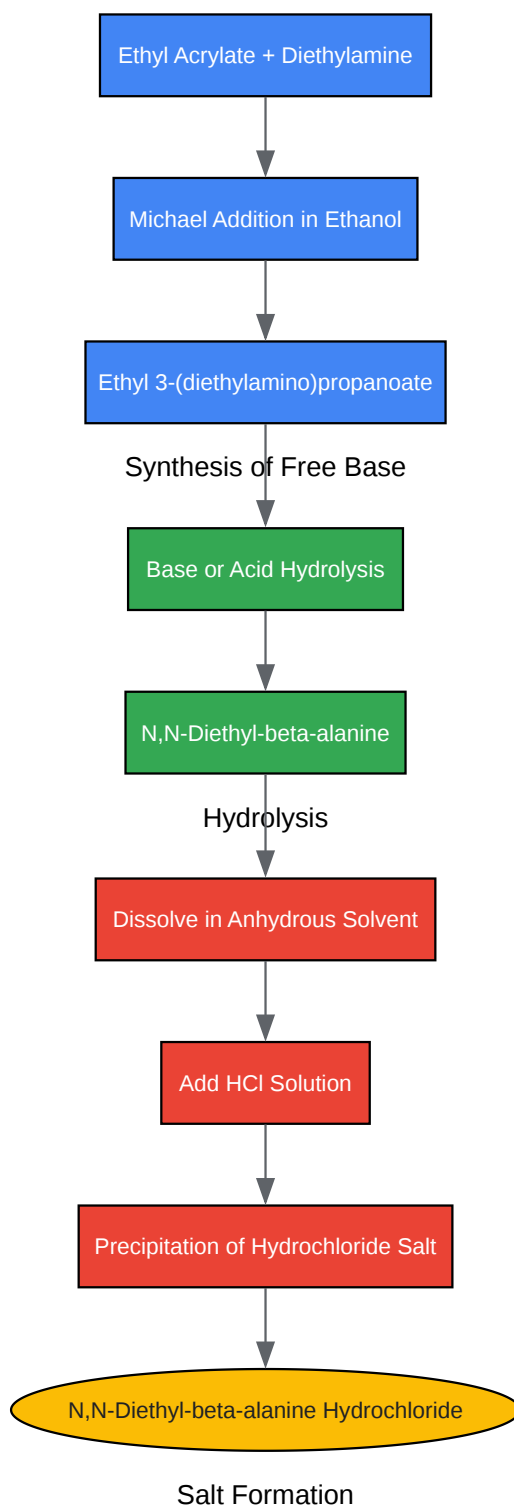 Ethyl Acrylate + Diethylamine
Michael Addition in Ethanol
Ethyl 3-(diethylamino)propanoate
Synthesis of Free Base
Base or Acid Hydrolysis
N,N-Diethyl-beta-alanine
Hydrolysis
Dissolve in Anhydrous Solvent
Add HCl Solution
Precipitation of Hydrochloride Salt
N,N-Diethyl-beta-alanine Hydrochloride
Salt Formation